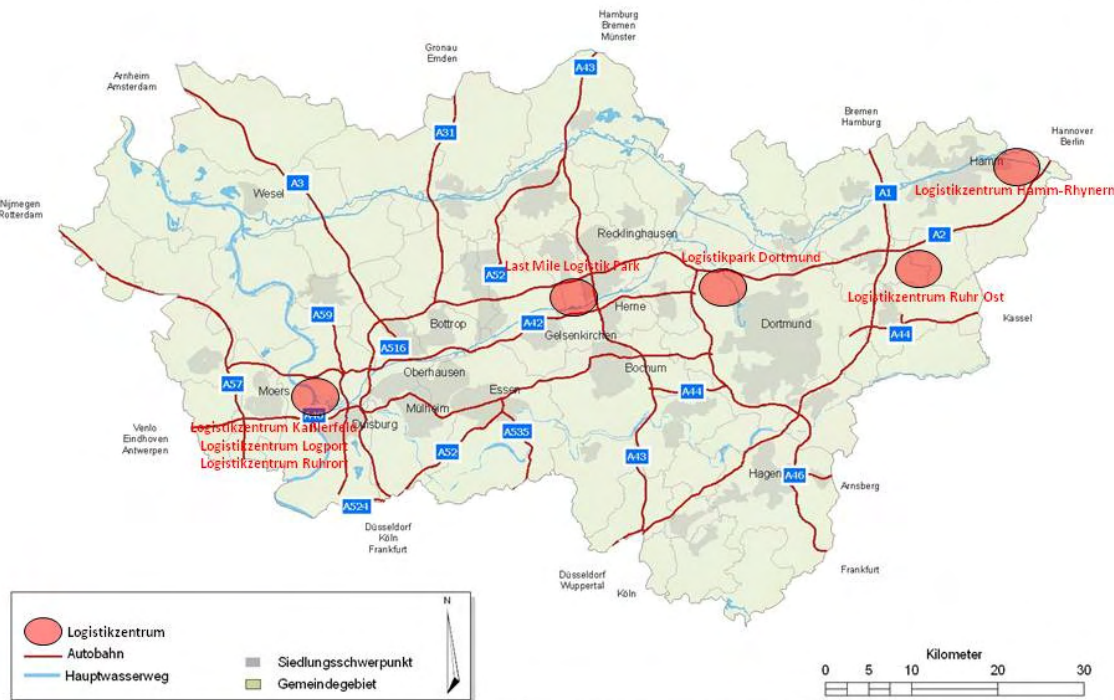 Hamburg
Bremen
Münster
Gronau
Emden
A43
Arnheim
Amsterdam
A31
Bremen
Hamburg
Hannover
Berlin
Hamm
Logistikzentrum Hamm-Rhynern
A3
Wesel
A1
Nijmegen
Rotterdam
Recklinghausen
A2
Logistikpark Dortmund
Last Mile Logistik Park
A52
Logistikzentrum Ruhr Ost
Herne
A59
Bottrop
A42
Gelsenkirchen
Dortmund
Kassel
A44
A516
Oberhausen
Bochum
A57
Moers
Essen
A44
Mülheim
A40
Duisburg
Logistikzentrum Kaßlerfeld
Venlo
Eindhoven
Antwerpen
Logistikzentrum Logport
Logistikzentrum Ruhrort
A535
A52
A43
Hagen
A46
Arnsberg
A524
Düsseldorf
Köln
Frankfurt
Düsseldorf
Wuppertal
Köln
Frankfurt
N
Logistikzentrum
Autobahn
Hauptwasserweg
Siedlungsschwerpunkt
Gemeindegebiet
Kilometer
0 5 10 20 30